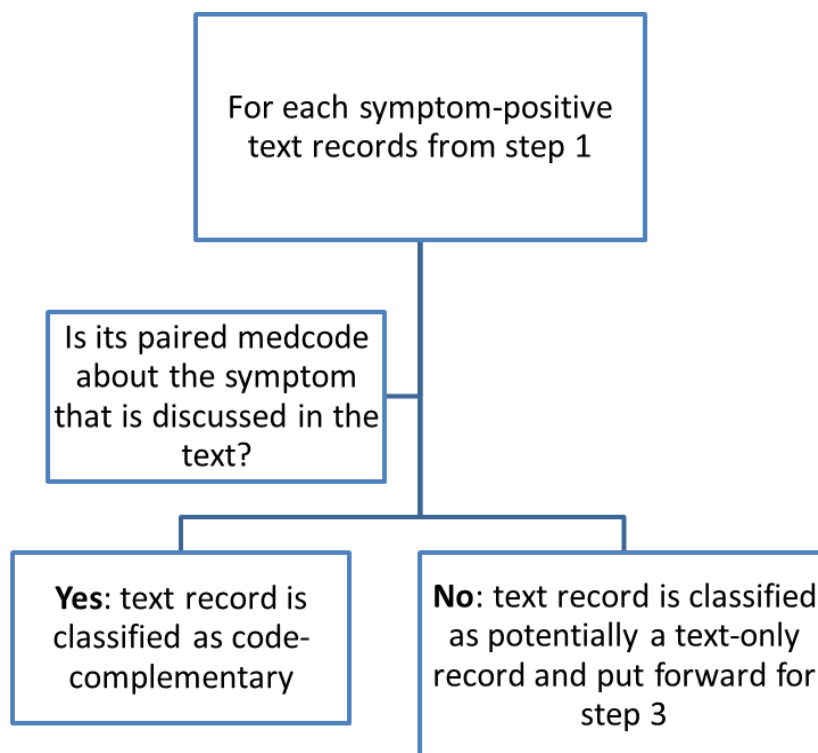 For each symptom-positive
text records from step 1
Is its paired medcode
about the symptom
that is discussed in the
text?
Yes: text record is
classified as code-
complementary
No: text record is classified
as potentially a text-only
record and put forward for
step 3